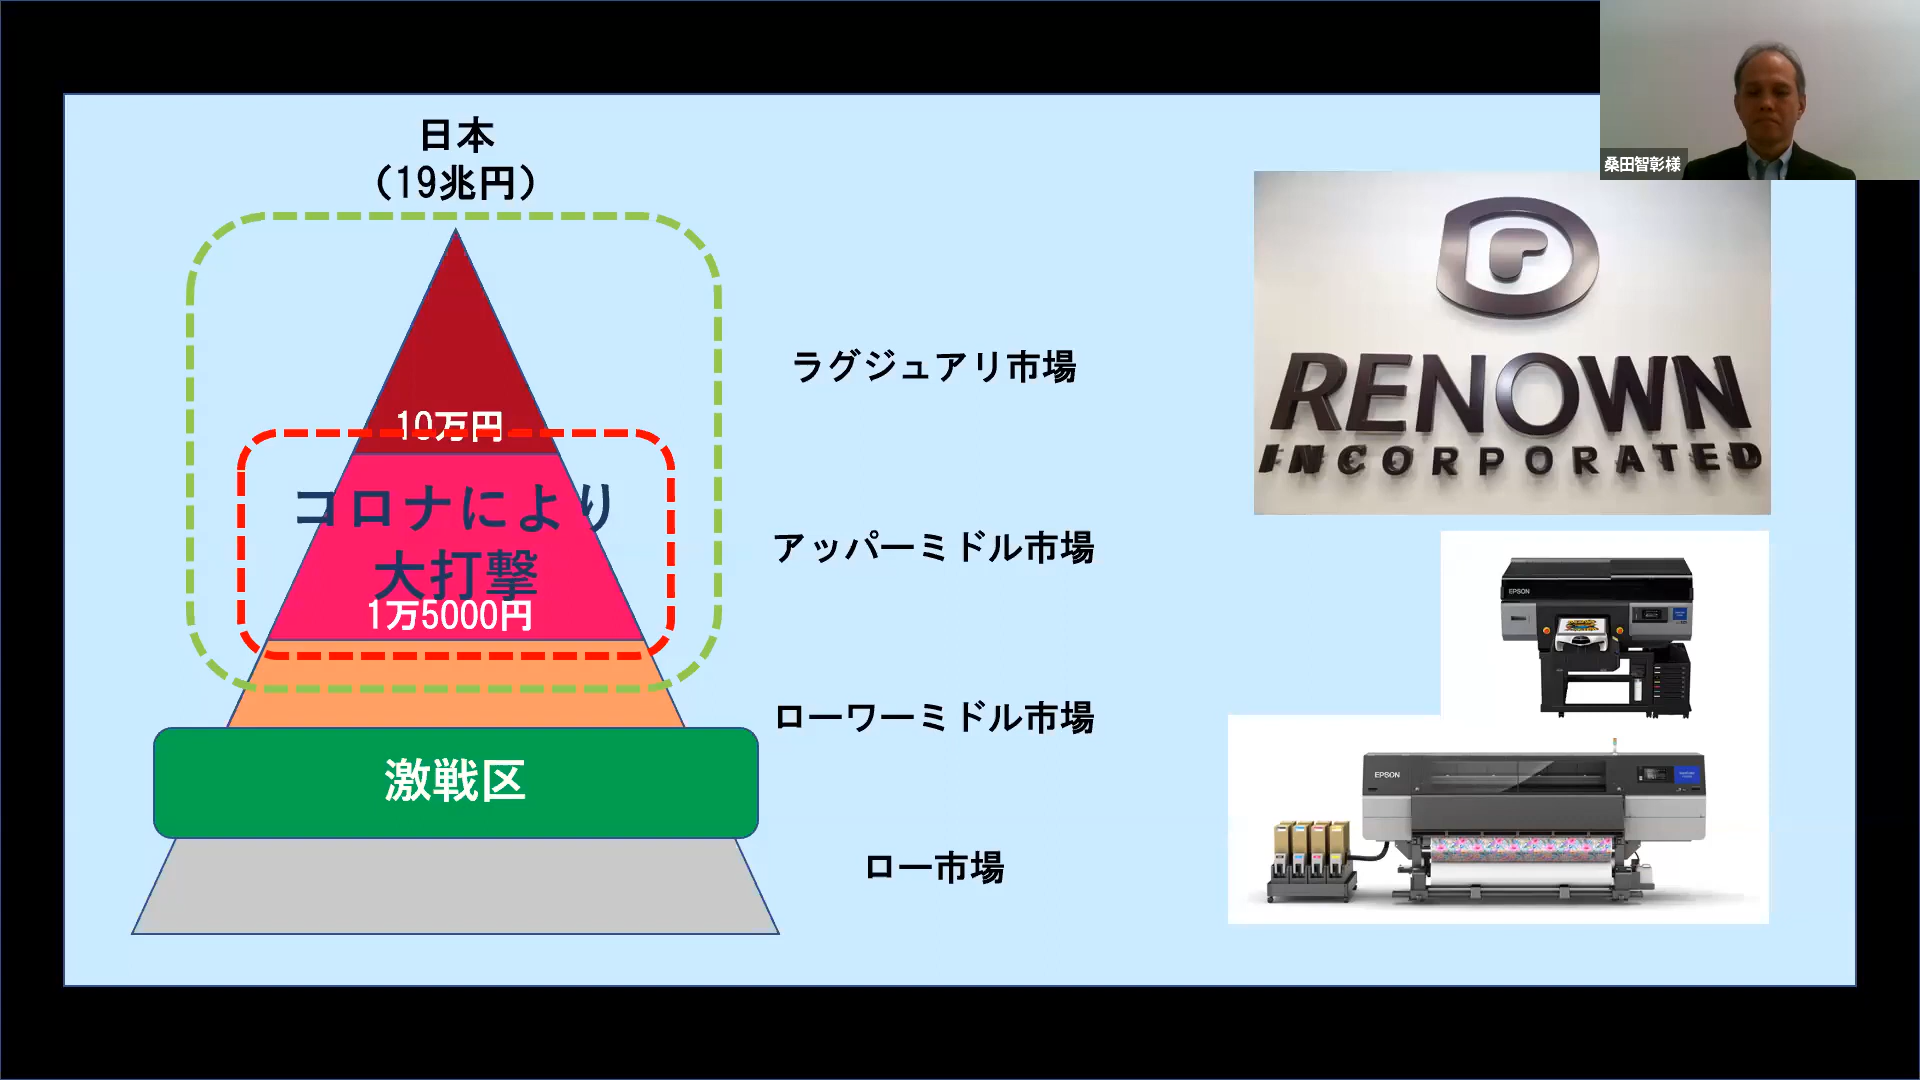 日本
（19兆円）
10万円
コロナにより
大打撃
1万5000円
激戦区
ラグジュアリ市場
アッパーミドル市場
ローワーミドル市場
ロー市場
桑田智彰様
RENOWN
INCORPORATED
EPSON
EPSON